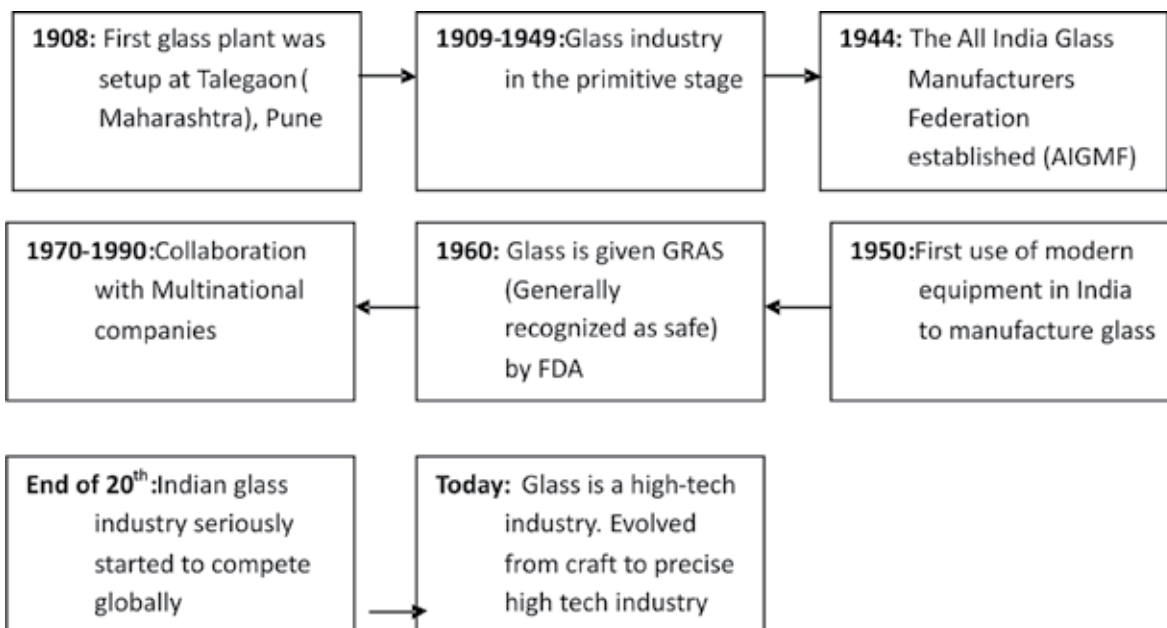 1908: First glass plant was
setup at Talegaon (
Maharashtra), Pune
1909-1949:Glass industry
in the primitive stage
1944: The All India Glass
Manufacturers
Federation
established (AIGMF)
1950:First use of modern
equipment in India
to manufacture glass
1960: Glass is given GRAS
(Generally
recognized as safe)
by FDA
1970-1990:Collaboration
with Multinational
companies
End of 20th:Indian glass
industry seriously
started to compete
globally
Today: Glass is a high-tech
industry. Evolved
from craft to precise
high tech industry